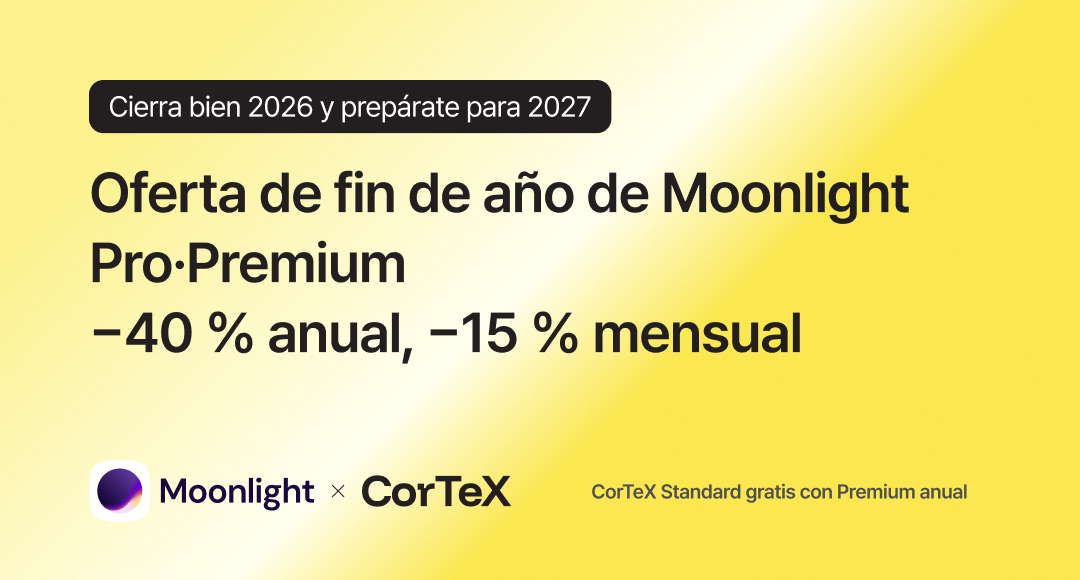 Cierra bien 2026 y prepárate para 2027
Oferta de fin de año de Moonlight
Pro·Premium
−40 % anual, −15 % mensual
Moonlight × CorTeX
CorTeX Standard gratis con Premium anual